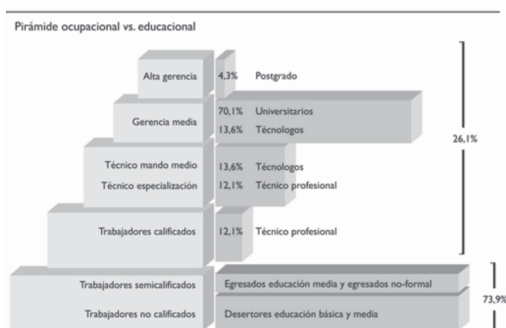 Pirámide ocupacional vs. educacional
Alta gerencia 4,3% Postgrado
Gerencia media 70,1% Universitarios
13,6% Técnologos
26,1%
Técnico mando medio 13,6% Técnologos
Técnico especialización 12,1% Técnico profesional
Trabajadores calificados 12,1% Técnico profesional
Trabajadores semicalificados Egresados educación media y egresados no-formal
73,9%
Trabajadores no calificados Desertores educación básica y media